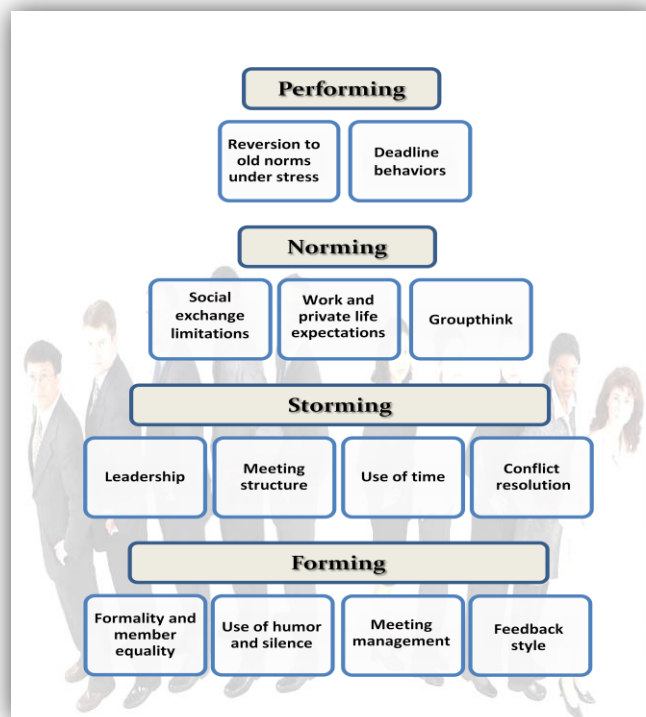 Performing
Reversion to
old norms
under stress
Deadline
behaviors
Norming
Social
exchange
limitations
Work and
private life
expectations
Groupthink
Storming
Leadership
Meeting
structure
Use of time
Conflict
resolution
Forming
Formality and
member
equality
Use of humor
and silence
Meeting
management
Feedback
style